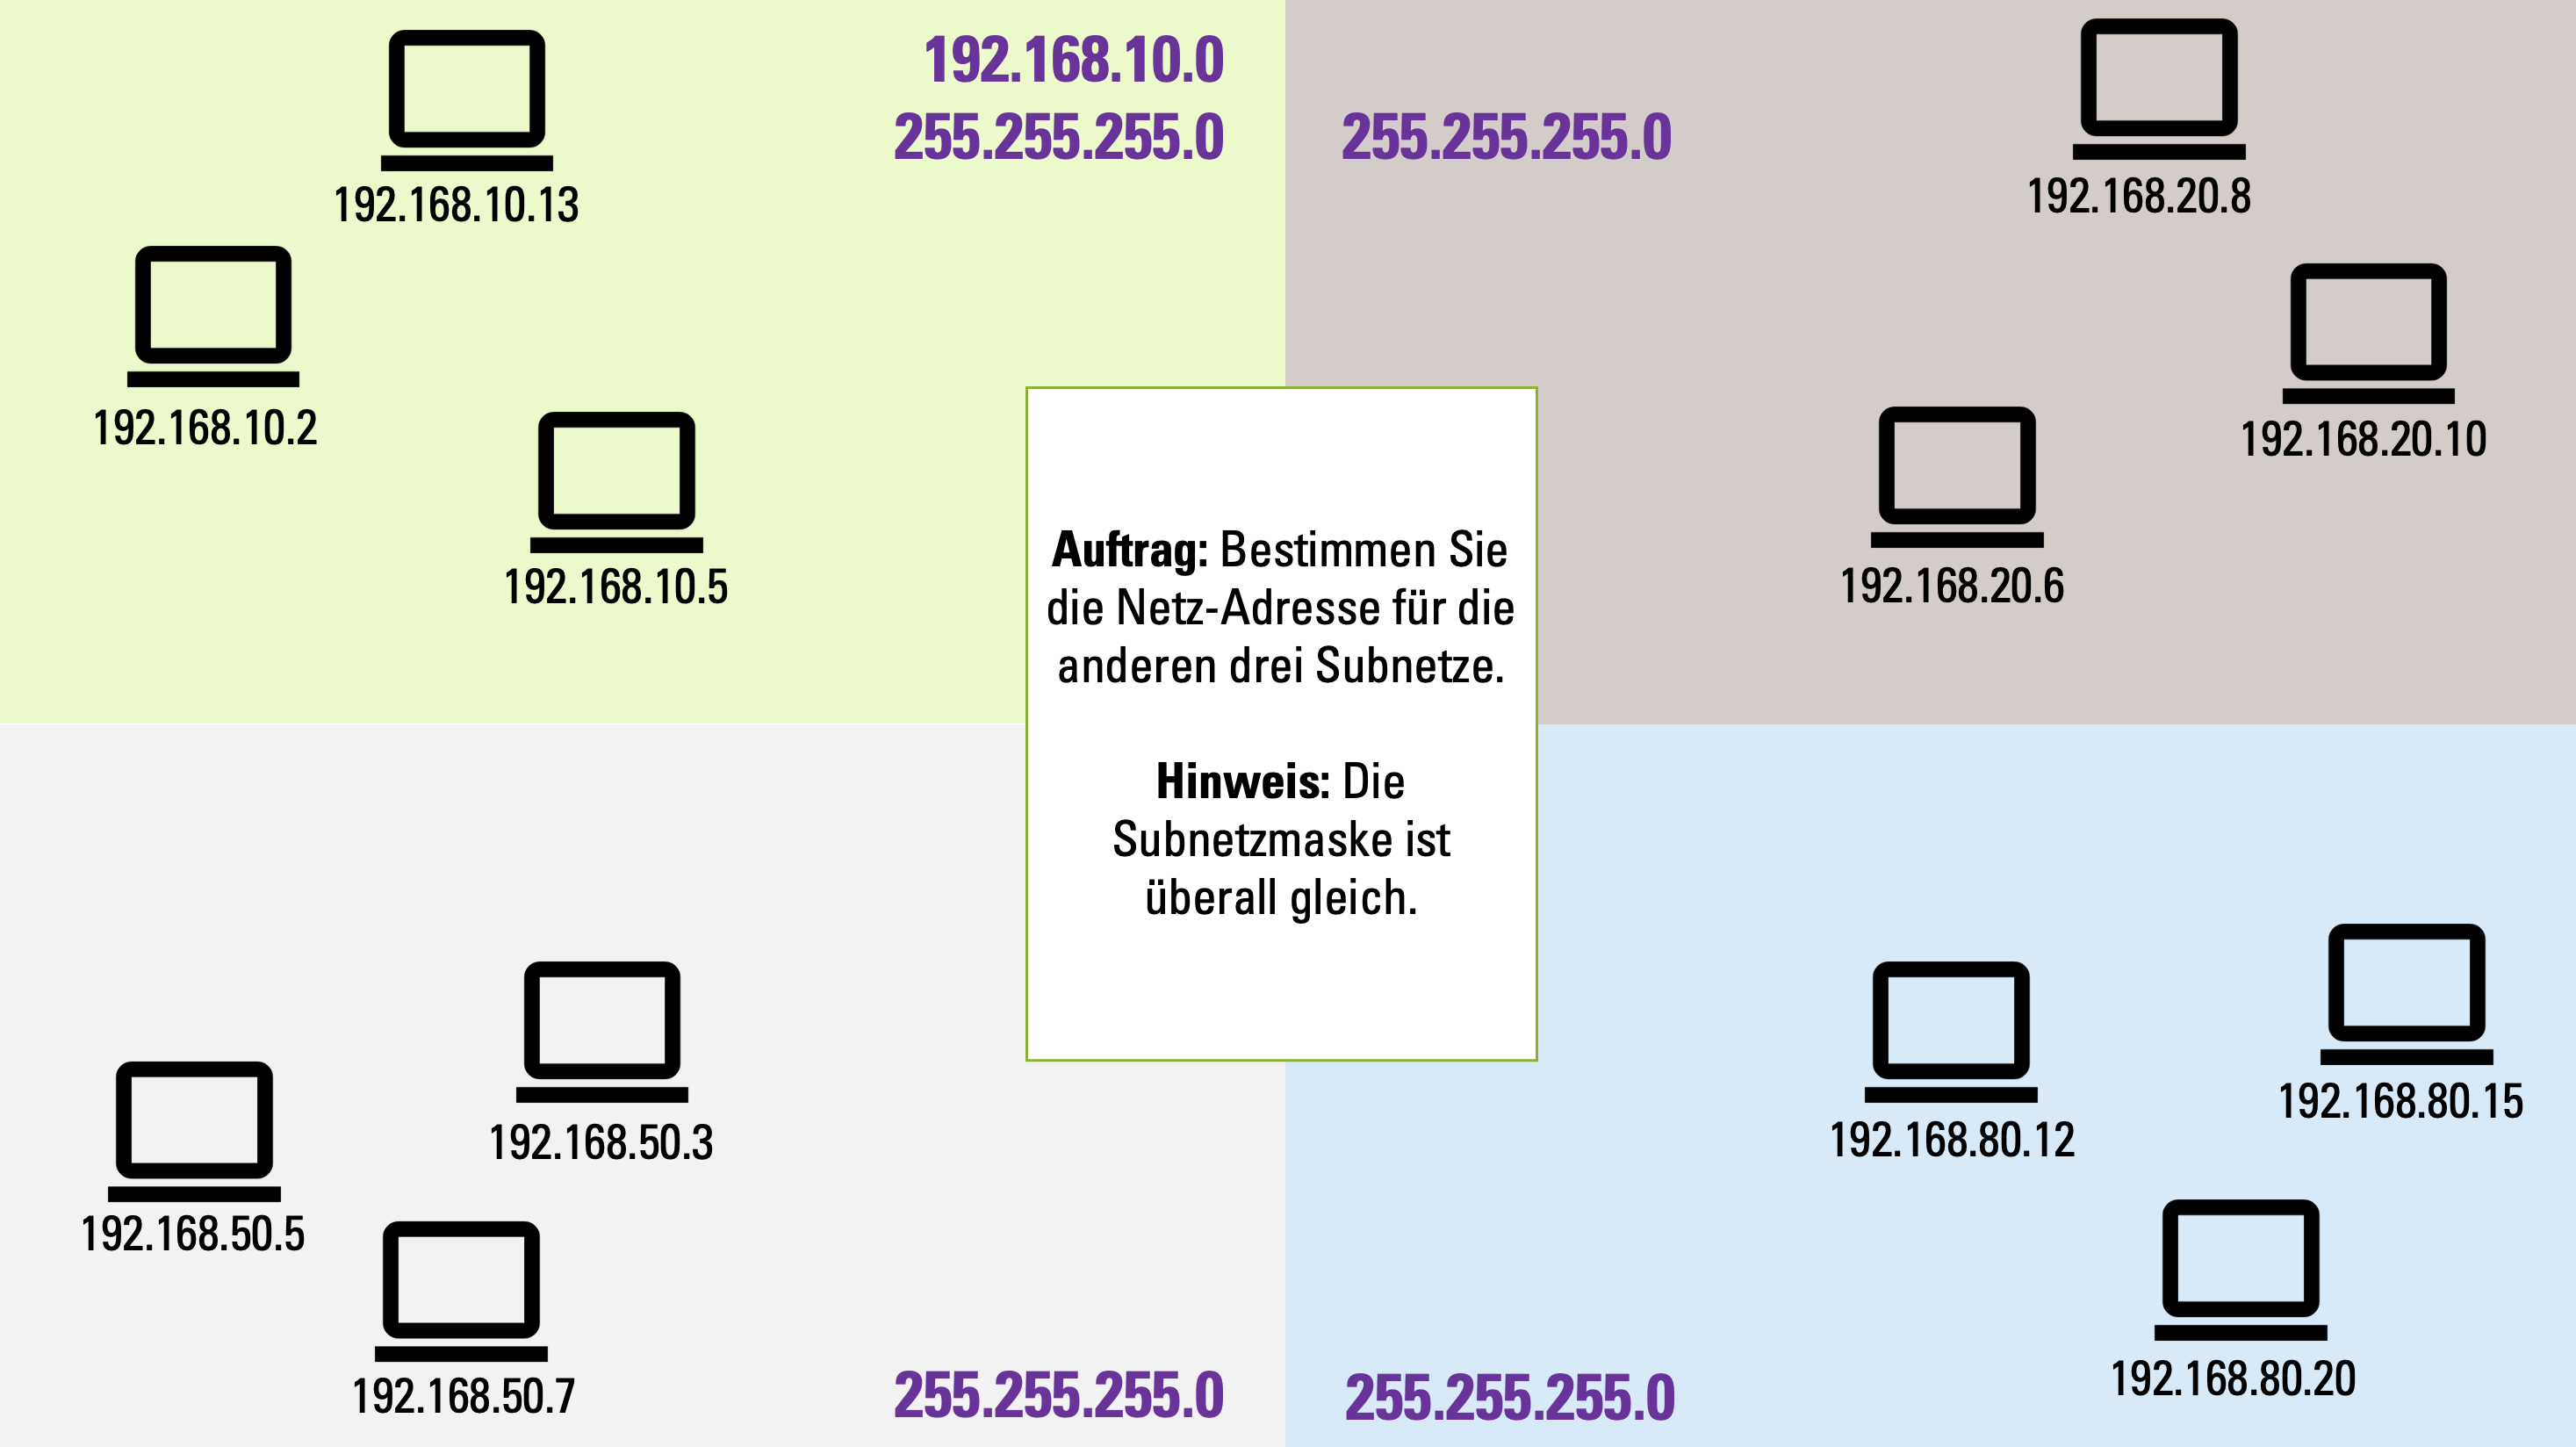 192.168.10.0
255.255.255.0
192.168.10.13
192.168.10.2
192.168.10.5
255.255.255.0
192.168.20.8
192.168.20.10
192.168.20.6
Auftrag: Bestimmen Sie
die Netz-Adresse für die
anderen drei Subnetze.
Hinweis: Die
Subnetzmaske ist
überall gleich.
192.168.50.3
192.168.50.5
192.168.50.7
255.255.255.0
192.168.80.15
192.168.80.12
192.168.80.20
255.255.255.0